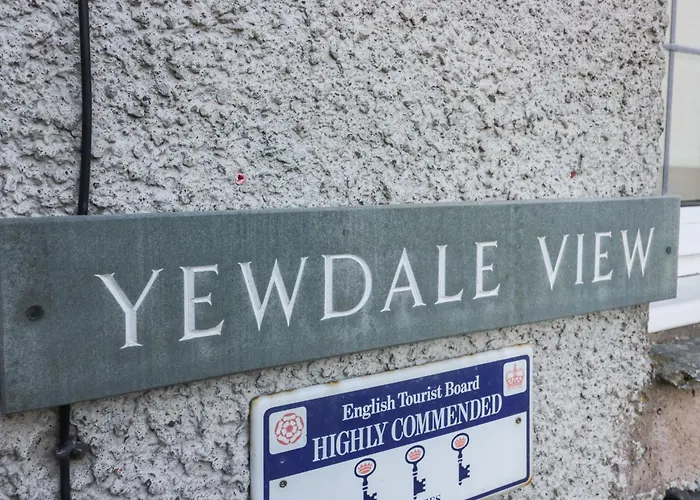 YEWDALE VIEW
English Tourist Board
HIGHLY COMMENDED